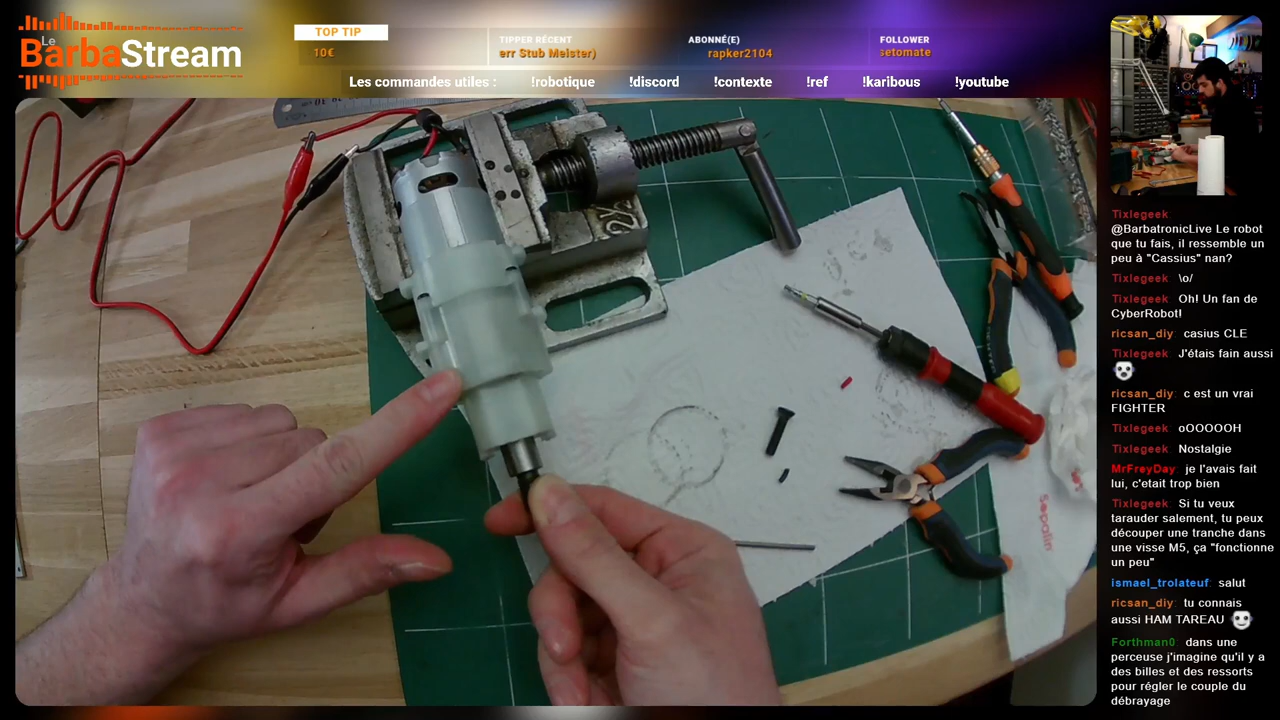 Le
BarbaStream
TOP TIP
10€
TIPPER RÉCENT
err Stub Meister)
ABONNÉ(E)
rapker2104
FOLLOWER
setomate
Les commandes utiles : !robotique !discord !contexte !ref !karibous !youtube
Tixlegeek
@BarbatronicLive Le robot
que tu fais, il ressemble un
peu à "Cassius" nan?
Tixlegeek \o/
Tixlegeek Oh! Un fan de
CyberRobot!
ricsan_diy casius CLE
Tixlegeek J'étais fain aussi
ricsan_diy c est un vrai
FIGHTER
Tixlegeek oOOOOOH
Tixlegeek Nostalgie
MrFreyDay je l'avais fait
lui, c'etait trop bien
Tixlegeek Si tu veux
tarauder salement, tu peux
découper une tranche dans
une visse M5, ça "fonctionne
un peu"
ismael_trolateuf salut
ricsan_diy tu connais
aussi HAM TAREAU
Forthman0 dans une
perceuse j'imagine qu'il y a
des billes et des ressorts
pour régler le couple du
débrayage
Sopalin